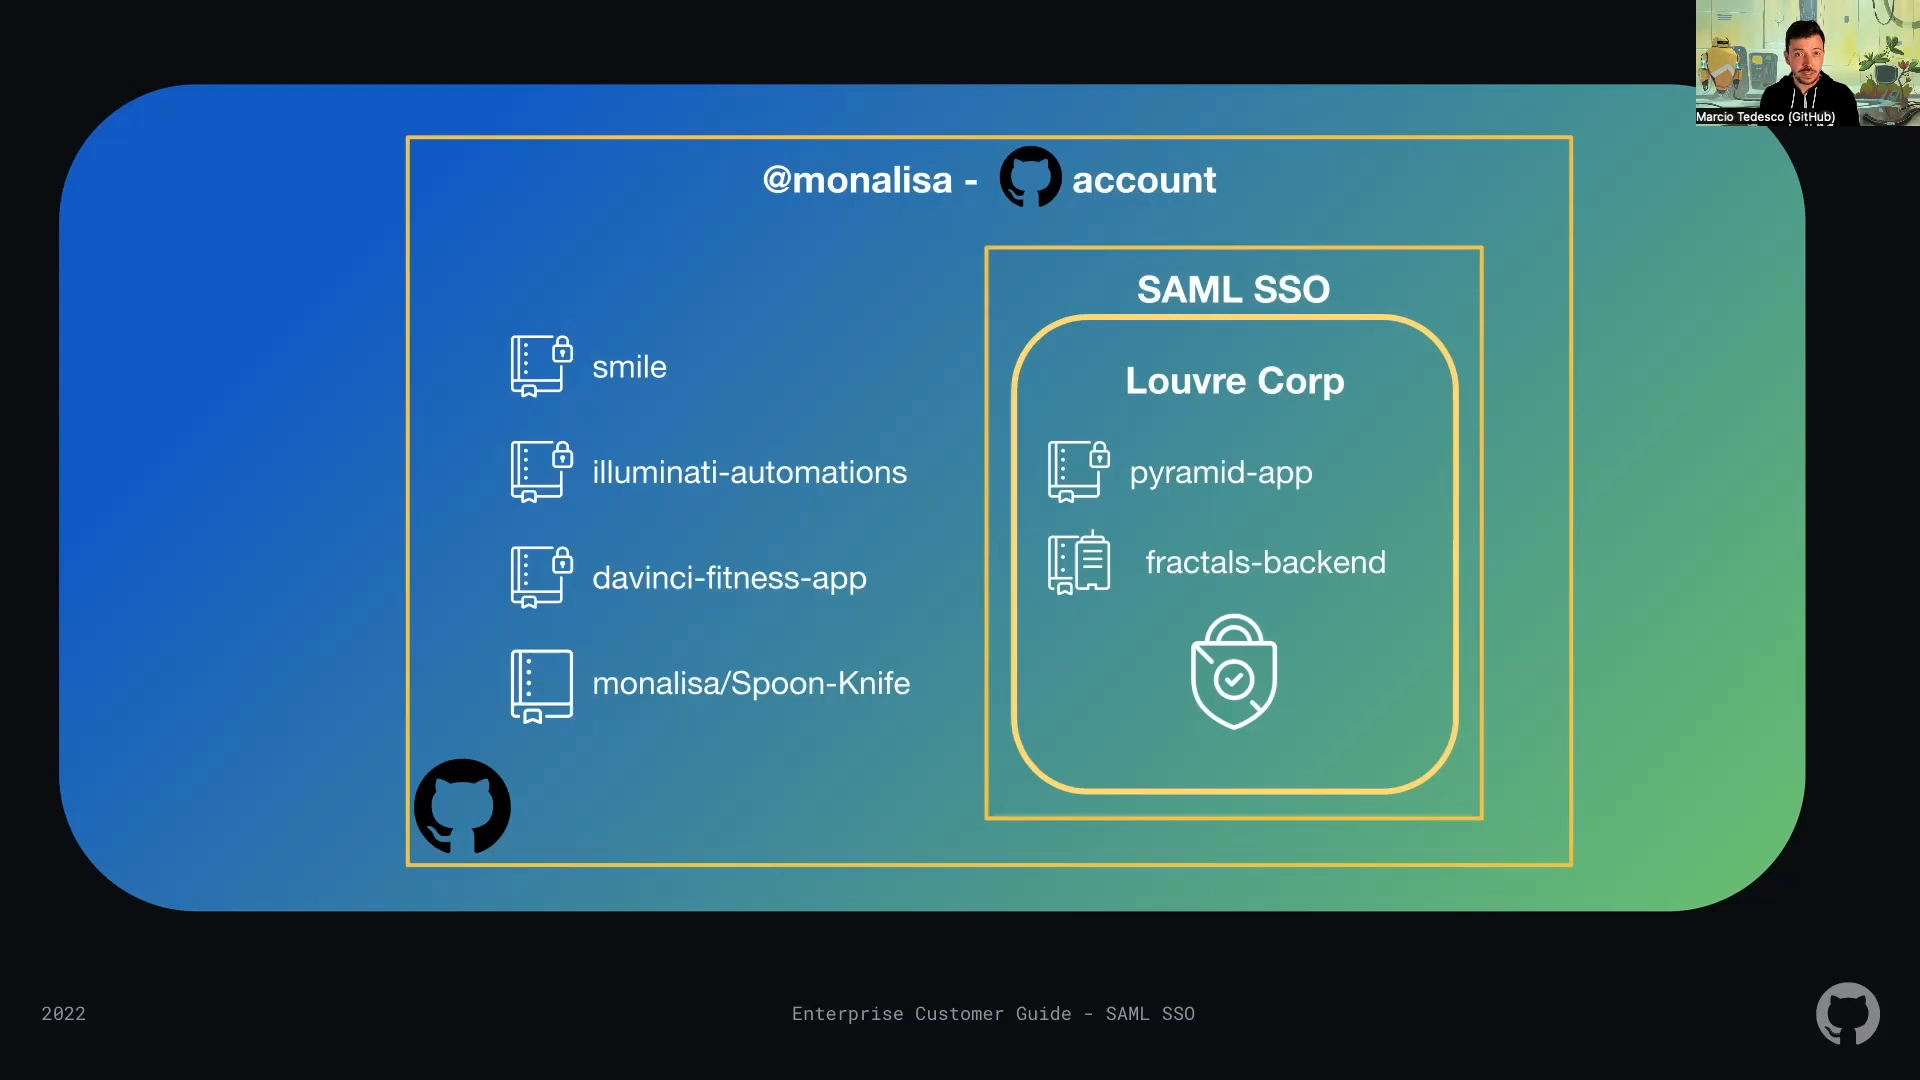 Marcio Tedesco (GitHub)
@monalisa - account
SAML SSO
Louvre Corp
smile
illuminati-automations
pyramid-app
fractals-backend
davinci-fitness-app
monalisa/Spoon-Knife
2022
Enterprise Customer Guide - SAML SSO